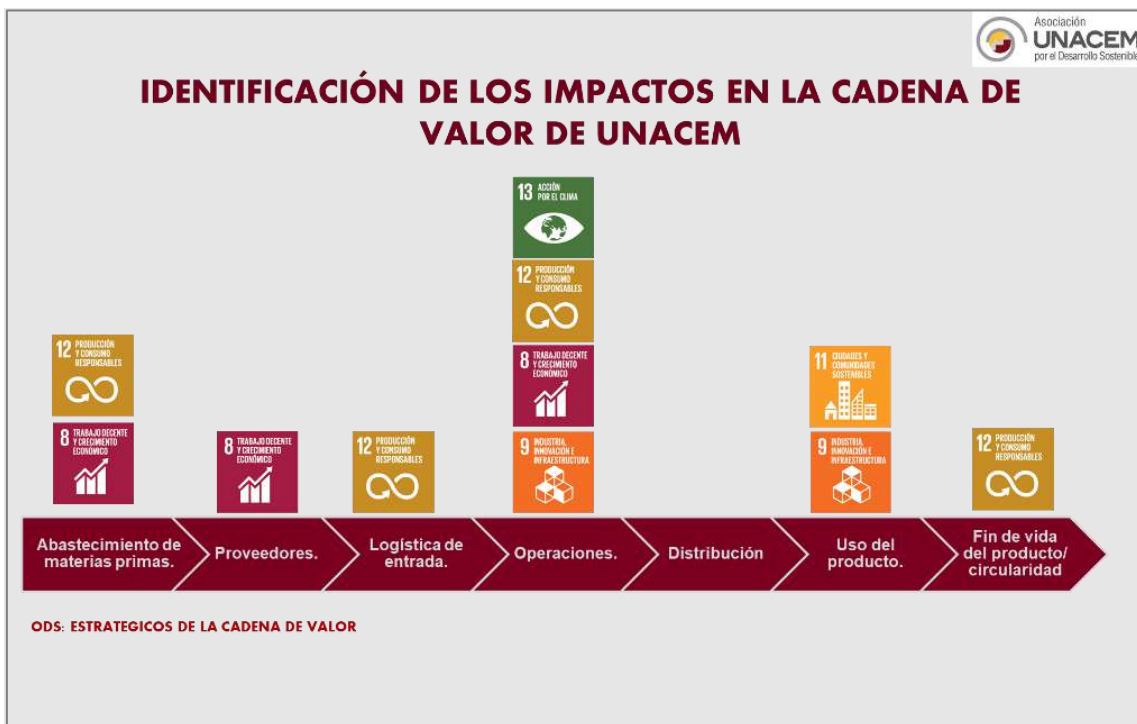 Asociación
UNACEM
por el Desarrollo Sostenible
IDENTIFICACIÓN DE LOS IMPACTOS EN LA CADENA DE
VALOR DE UNACEM
13 ACCIÓN
POR EL CLIMA
12 PRODUCCIÓN
Y CONSUMO
RESPONSABLES
8 TRABAJO DECENTE
Y CRECIMIENTO
ECONÓMICO
9 INDUSTRIA,
INNOVACIÓN E
INFRAESTRUCTURA
12 PRODUCCIÓN
Y CONSUMO
RESPONSABLES
8 TRABAJO DECENTE
Y CRECIMIENTO
ECONÓMICO
8 TRABAJO DECENTE
Y CRECIMIENTO
ECONÓMICO
12 PRODUCCIÓN
Y CONSUMO
RESPONSABLES
11 CIUDADES Y
COMUNIDADES
SOSTENIBLES
9 INDUSTRIA,
INNOVACIÓN E
INFRAESTRUCTURA
12 PRODUCCIÓN
Y CONSUMO
RESPONSABLES
Abastecimiento de
materias primas.
Proveedores.
Logística de
entrada.
Operaciones.
Distribución
Uso del
producto.
Fin de vida
del producto/
circularidad
ODS: ESTRATEGICOS DE LA CADENA DE VALOR